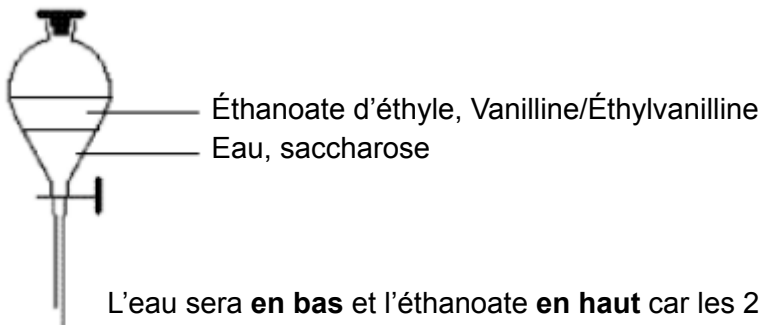 Éthanoate d’éthyle, Vanilline/Éthylvanilline
Eau, saccharose
L’eau sera en bas et l’éthanoate en haut car les 2